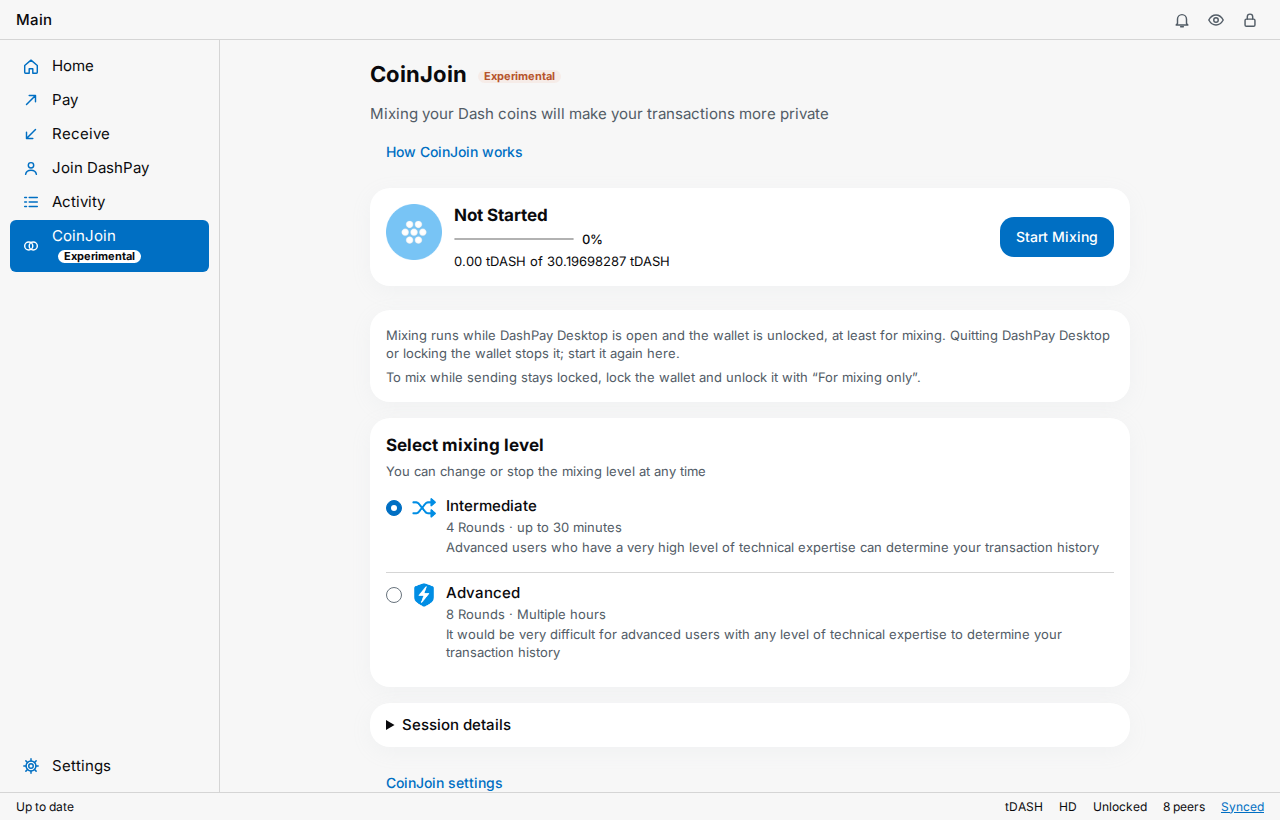 Main
Home
Pay
Receive
Join DashPay
Activity
CoinJoin
Experimental
Settings
CoinJoin Experimental
Mixing your Dash coins will make your transactions more private
How CoinJoin works
Not Started
0%
0.00 tDASH of 30.19698287 tDASH
Start Mixing
Mixing runs while DashPay Desktop is open and the wallet is unlocked, at least for mixing. Quitting DashPay Desktop
or locking the wallet stops it; start it again here.
To mix while sending stays locked, lock the wallet and unlock it with “For mixing only”.
Select mixing level
You can change or stop the mixing level at any time
Intermediate
4 Rounds · up to 30 minutes
Advanced users who have a very high level of technical expertise can determine your transaction history
Advanced
8 Rounds · Multiple hours
It would be very difficult for advanced users with any level of technical expertise to determine your
transaction history
Session details
CoinJoin settings
Up to date
tDASH HD Unlocked 8 peers Synced